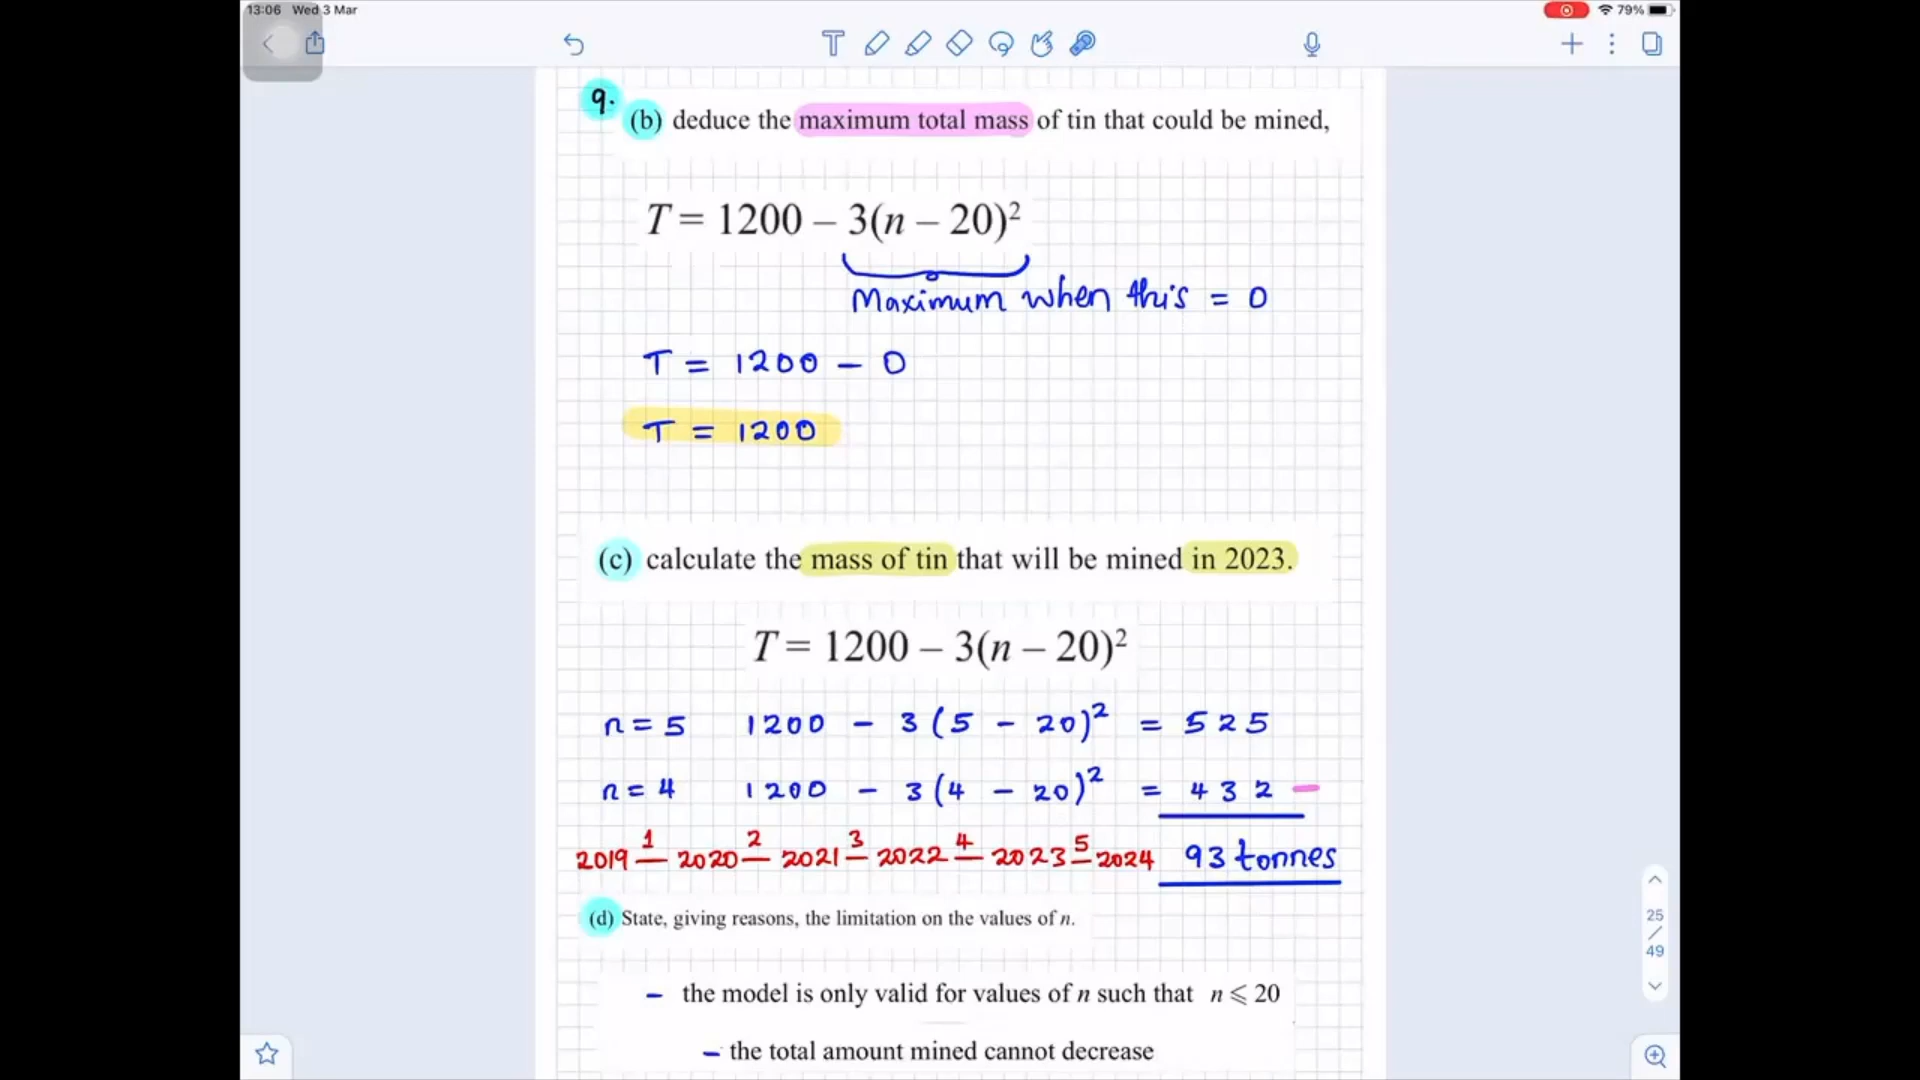 13:06 Wed 3 Mar
79%
T
9.
(b) deduce the maximum total mass of tin that could be mined,
T = 1200 – 3(n – 20)²
Maximum when this = 0
T = 1200 – 0
T = 1200
(c) calculate the mass of tin that will be mined in 2023.
T = 1200 – 3(n – 20)²
n = 5 1200 – 3(5 – 20)² = 525
n = 4 1200 – 3(4 – 20)² = 432 –
2019 1 2020 2 2021 3 2022 4 2023 5 2024 93 tonnes
(d) State, giving reasons, the limitation on the values of n.
– the model is only valid for values of n such that n ⩽ 20
– the total amount mined cannot decrease
25
/
49